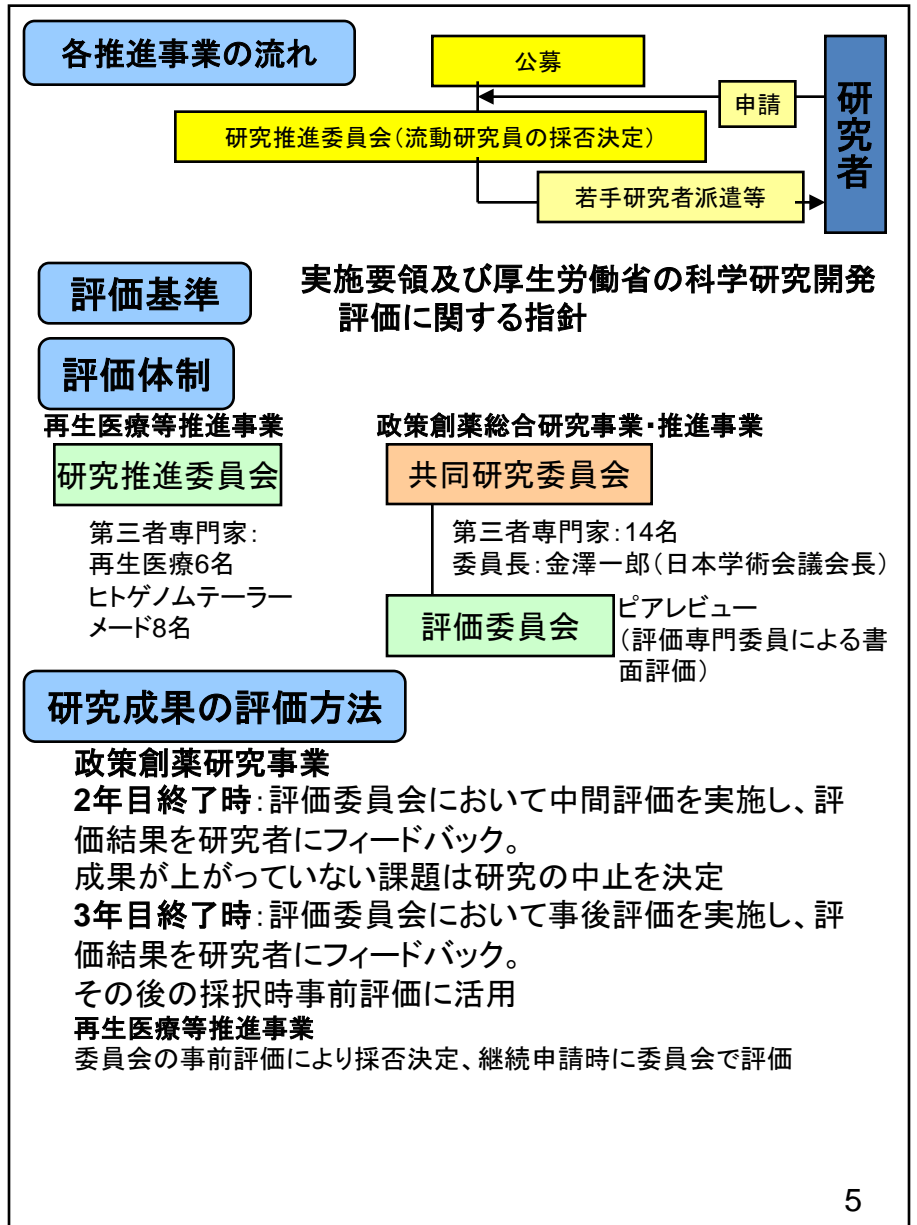 各推進事業の流れ
公募
申請
研究者
研究推進委員会(流動研究員の採否決定)
若手研究者派遣等
評価基準
実施要領及び厚生労働省の科学研究開発
評価に関する指針
評価体制
再生医療等推進事業
政策創薬総合研究事業・推進事業
研究推進委員会
共同研究委員会
第三者専門家:
再生医療6名
ヒトゲノムテーラー
メード8名
第三者専門家:14名
委員長:金澤一郎(日本学術会議会長)
評価委員会
ピアレビュー
(評価専門委員による書
面評価)
研究成果の評価方法
政策創薬研究事業
2年目終了時:評価委員会において中間評価を実施し、評
価結果を研究者にフィードバック。
成果が上がっていない課題は研究の中止を決定
3年目終了時:評価委員会において事後評価を実施し、評
価結果を研究者にフィードバック。
その後の採択時事前評価に活用
再生医療等推進事業
委員会の事前評価により採否決定、継続申請時に委員会で評価
5